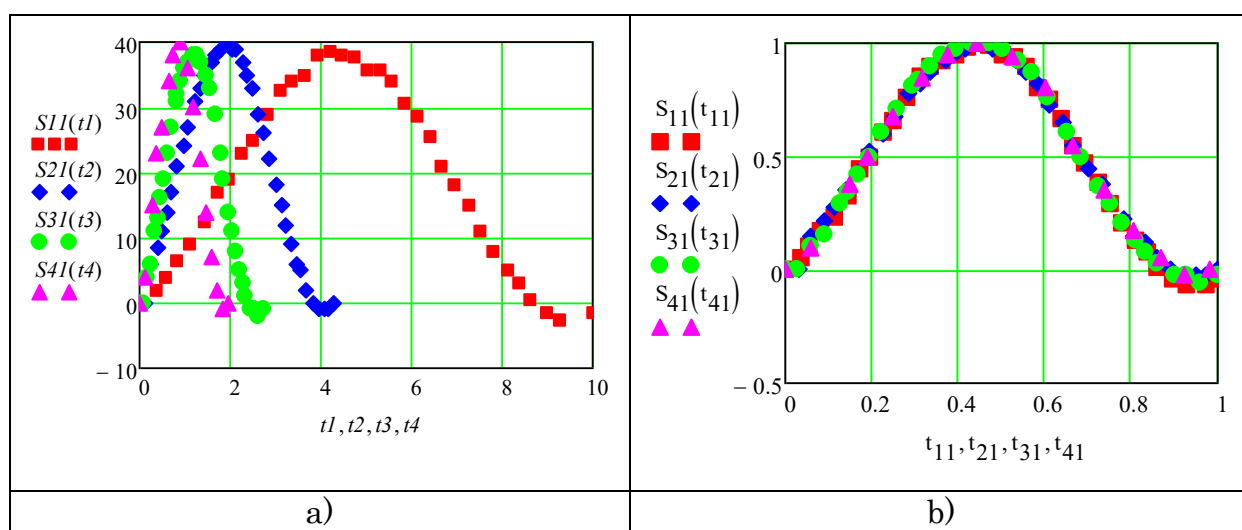 40
30
20
10
0
– 10
S11(t1)
S21(t2)
S31(t3)
S41(t4)
0 2 4 6 8 10
t1, t2, t3, t4
a)
1
0.5
0
– 0.5
S11(t11)
S21(t21)
S31(t31)
S41(t41)
0 0.2 0.4 0.6 0.8 1
t11, t21, t31, t41
b)